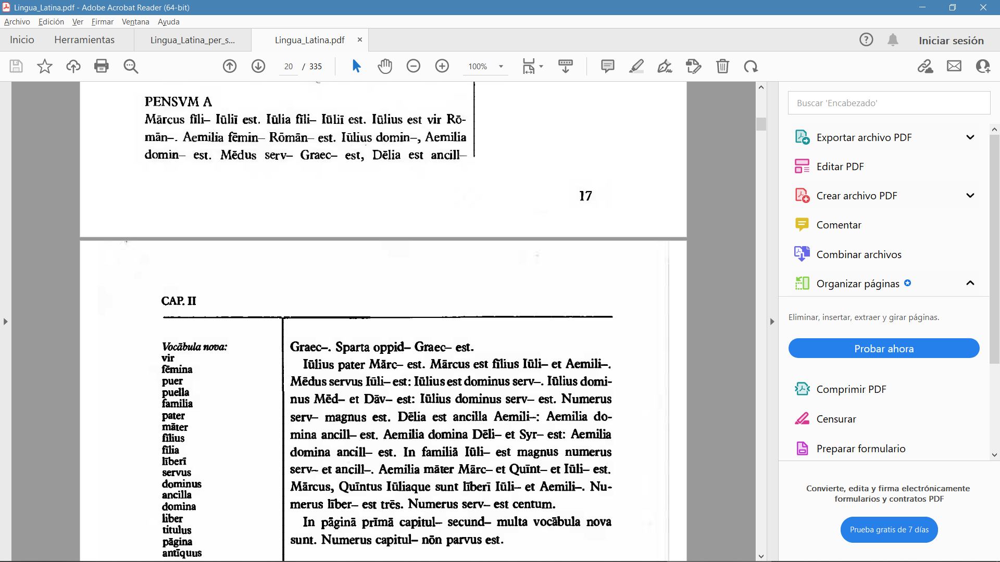 Lingua_Latina.pdf - Adobe Acrobat Reader (64-bit)
Archivo Edición Ver Firmar Ventana Ayuda
Inicio Herramientas Lingua_Latina_per_s... Lingua_Latina.pdf Iniciar sesión
20 / 335 100%
PENSVM A
Mārcus fīli– Iūliī est. Iūlia fīli– Iūliī est. Iūlius est vir Rō-
mān–. Aemilia fēmin– Rōmān– est. Iūlius domin–, Aemilia
domin– est. Mēdus serv– Graec– est, Dēlia est ancill–
17
CAP. II
Vocābula nova:
vir
fēmina
puer
puella
familia
pater
māter
fīlius
fīlia
līberī
servus
dominus
ancilla
domina
liber
titulus
pāgina
antīquus
Graec–. Sparta oppid– Graec– est.
Iūlius pater Mārc– est. Mārcus est fīlius Iūli– et Aemili–.
Mēdus servus Iūli– est: Iūlius est dominus serv–. Iūlius domi-
nus Mēd– et Dāv– est: Iūlius dominus serv– est. Numerus
serv– magnus est. Dēlia est ancilla Aemili–: Aemilia do-
mina ancill– est. Aemilia domina Dēli– et Syr– est: Aemilia
domina ancill– est. In familiā Iūli– est magnus numerus
serv– et ancill–. Aemilia māter Mārc– et Quīnt– et Iūli– est.
Mārcus, Quīntus Iūliaque sunt līberī Iūli– et Aemili–. Nu-
merus līber– est trēs. Numerus serv– est centum.
In pāginā prīmā capitul– secund– multa vocābula nova
sunt. Numerus capitul– nōn parvus est.
Buscar 'Encabezado'
Exportar archivo PDF
Editar PDF
Crear archivo PDF
Comentar
Combinar archivos
Organizar páginas
Eliminar, insertar, extraer y girar páginas.
Probar ahora
Comprimir PDF
Censurar
Preparar formulario
Convierte, edita y firma electrónicamente
formularios y contratos PDF
Prueba gratis de 7 días